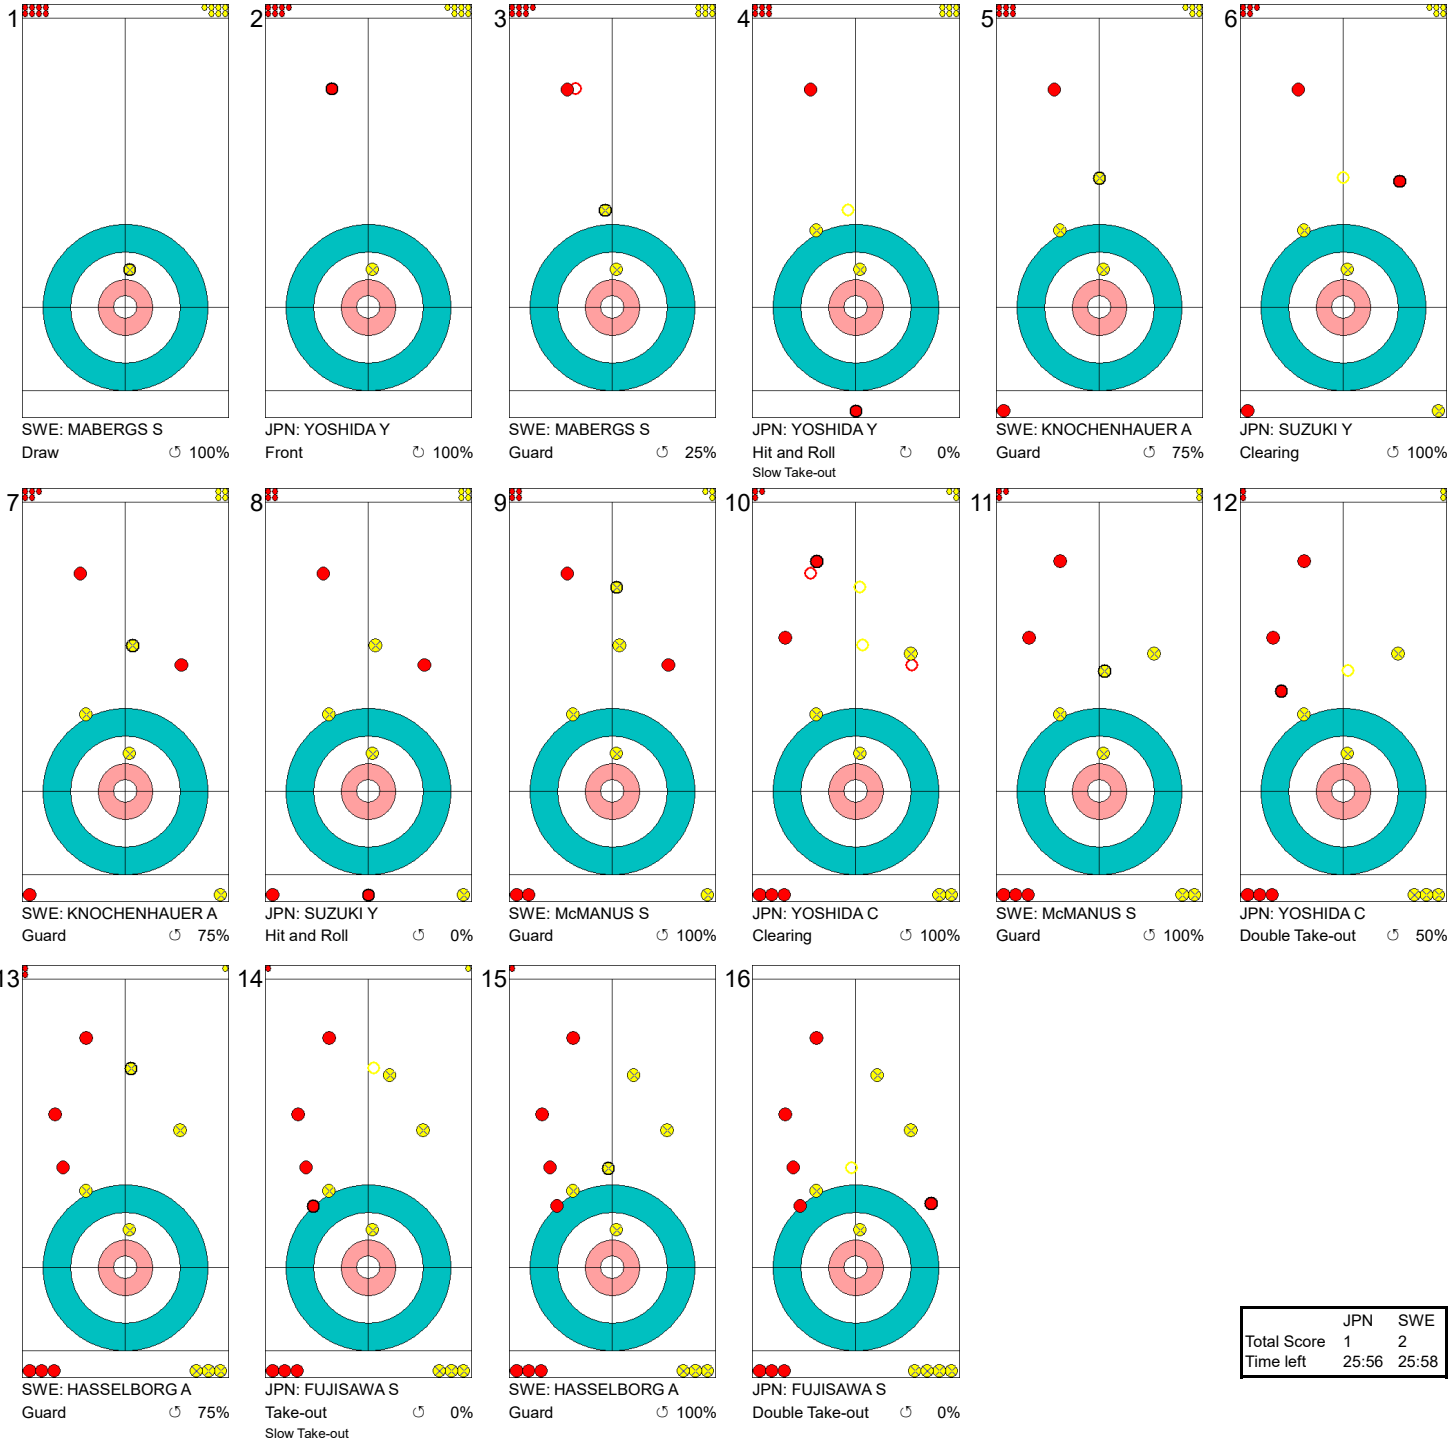 1 2 3 4 5 6
SWE: MABERGS S JPN: YOSHIDA Y SWE: MABERGS S JPN: YOSHIDA Y SWE: KNOCHENHAUER A JPN: SUZUKI Y
Draw ↺ 100% Front ↺ 100% Guard ↺ 25% Hit and Roll ↻ 0% Guard ↺ 75% Clearing ↺ 100%
Slow Take-out
7 8 9 10 11 12
SWE: KNOCHENHAUER A JPN: SUZUKI Y SWE: McMANUS S JPN: YOSHIDA C SWE: McMANUS S JPN: YOSHIDA C
Guard ↺ 75% Hit and Roll ↺ 0% Guard ↺ 100% Clearing ↺ 100% Guard ↺ 100% Double Take-out ↺ 50%
13 14 15 16
SWE: HASSELBORG A JPN: FUJISAWA S SWE: HASSELBORG A JPN: FUJISAWA S
Guard ↺ 75% Take-out ↺ 0% Guard ↺ 100% Double Take-out ↻ 0%
Slow Take-out
JPN SWE
Total Score 1 2
Time left 25:56 25:58